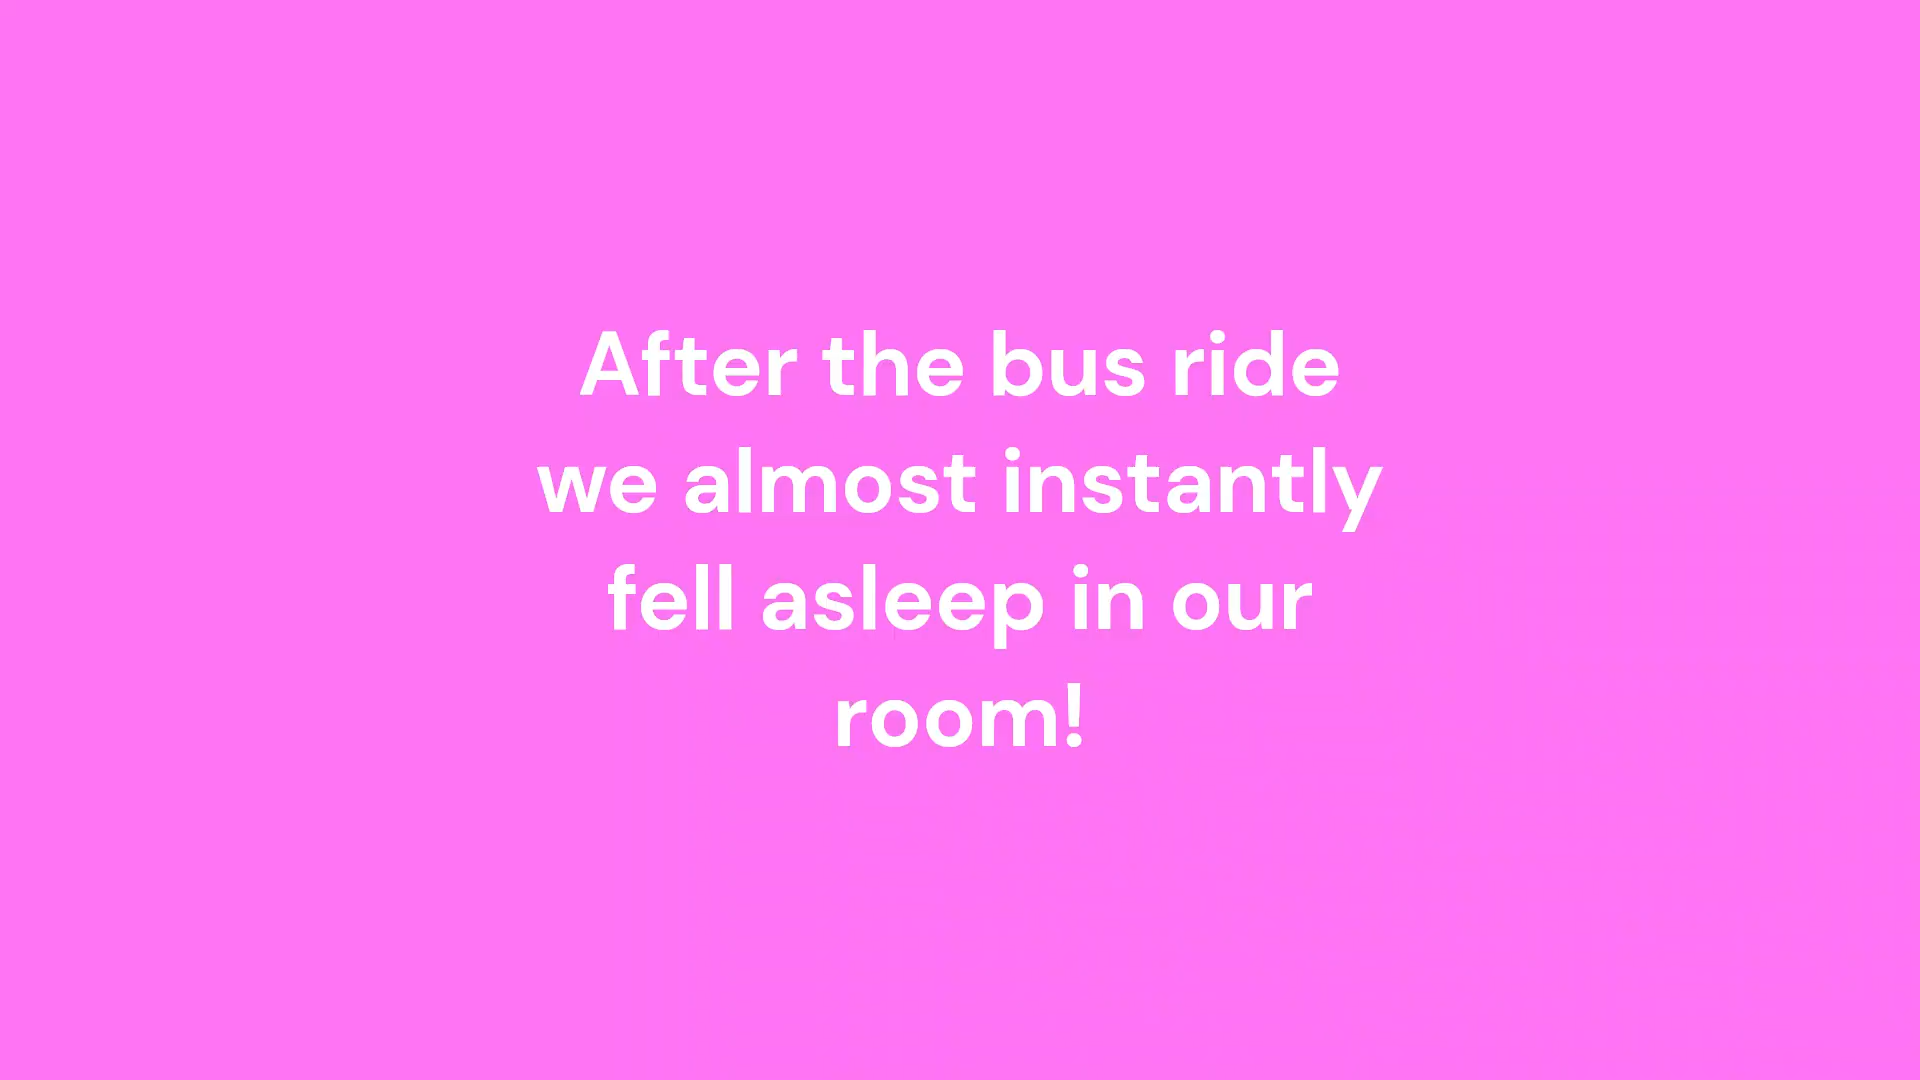 After the bus ride
we almost instantly
fell asleep in our
room!